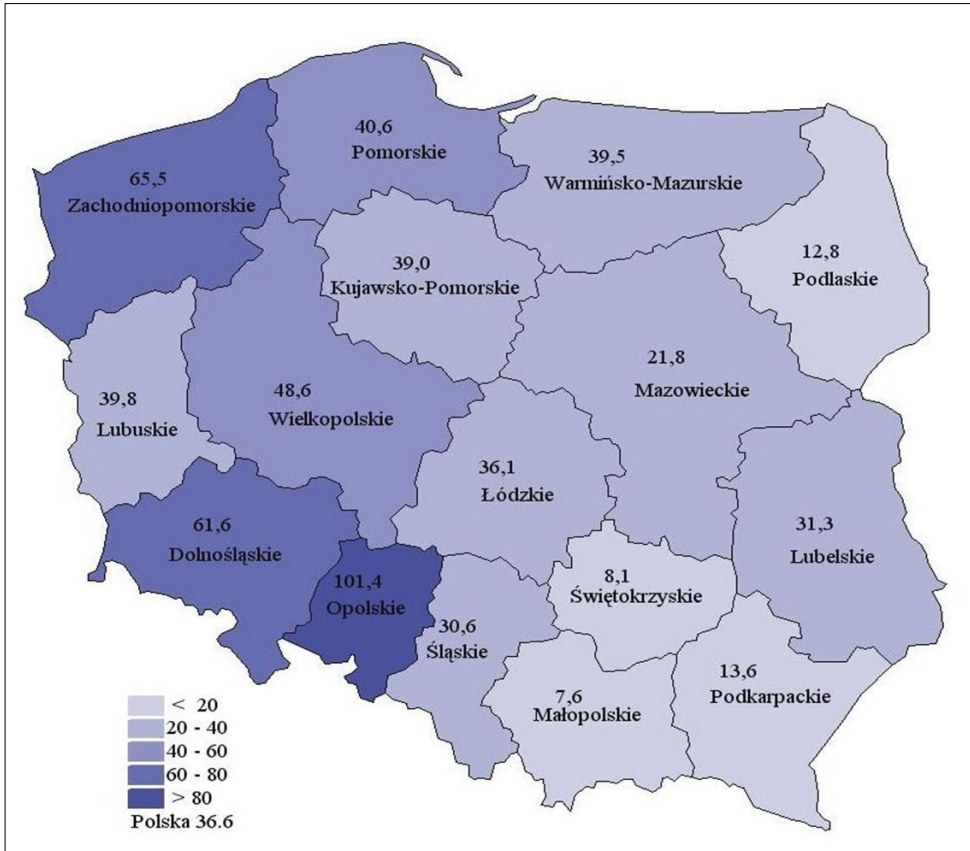 40,6
Pomorskie
39,5
Warmińsko-Mazurskie
65,5
Zachodniopomorskie
12,8
Podlaskie
39,0
Kujawsko-Pomorskie
21,8
Mazowieckie
48,6
Wielkopolskie
39,8
Lubuskie
36,1
Łódzkie
61,6
Dolnośląskie
31,3
Lubelskie
101,4
Opolskie
8,1
Świętokrzyskie
30,6
Śląskie
13,6
Podkarpackie
7,6
Małopolskie
< 20
20 - 40
40 - 60
60 - 80
> 80
Polska 36.6